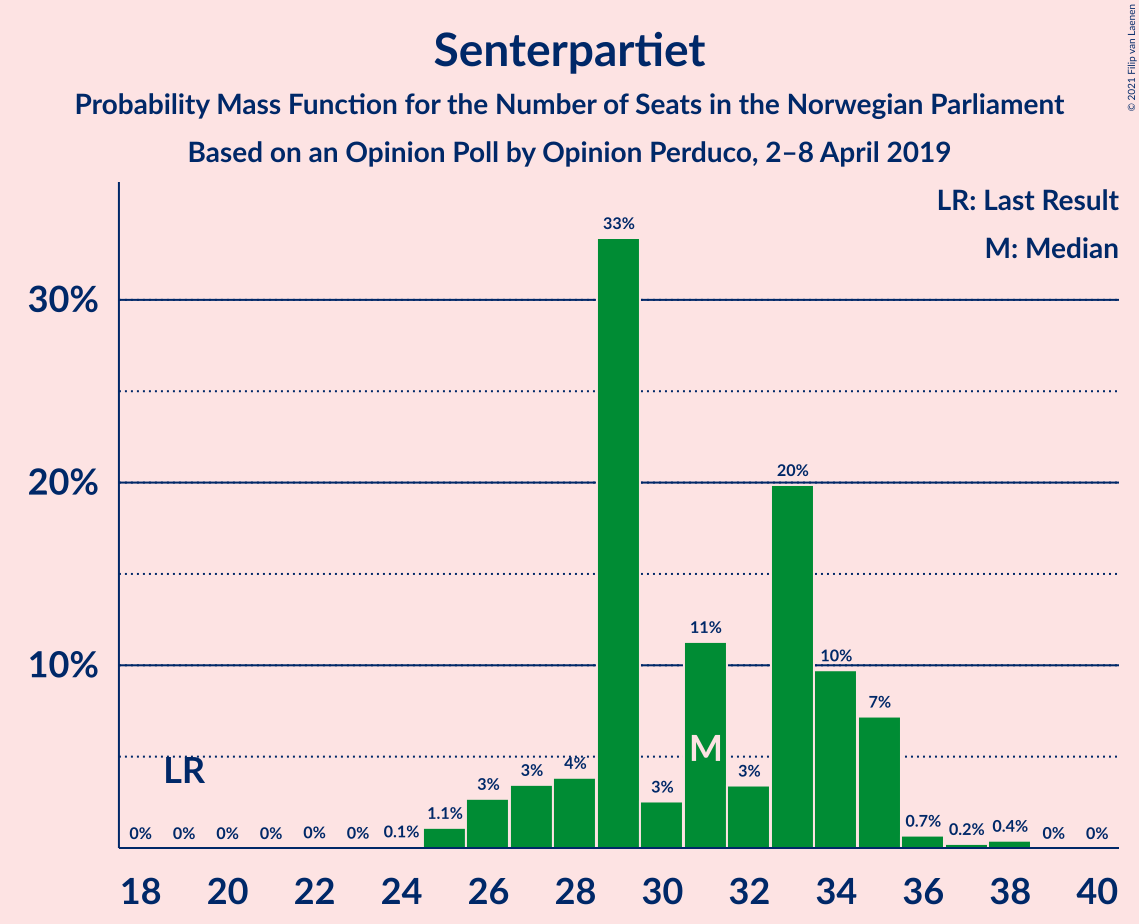 Senterpartiet
Probability Mass Function for the Number of Seats in the Norwegian Parliament
Based on an Opinion Poll by Opinion Perduco, 2–8 April 2019
© 2021 Filip van Laenen
LR: Last Result
M: Median
30%
20%
10%
33%
20%
11%
10%
7%
LR
M
0% 0% 0% 0% 0% 0% 0.1% 1.1% 3% 3% 4% 3% 3% 0.7% 0.2% 0.4% 0% 0%
18 20 22 24 26 28 30 32 34 36 38 40